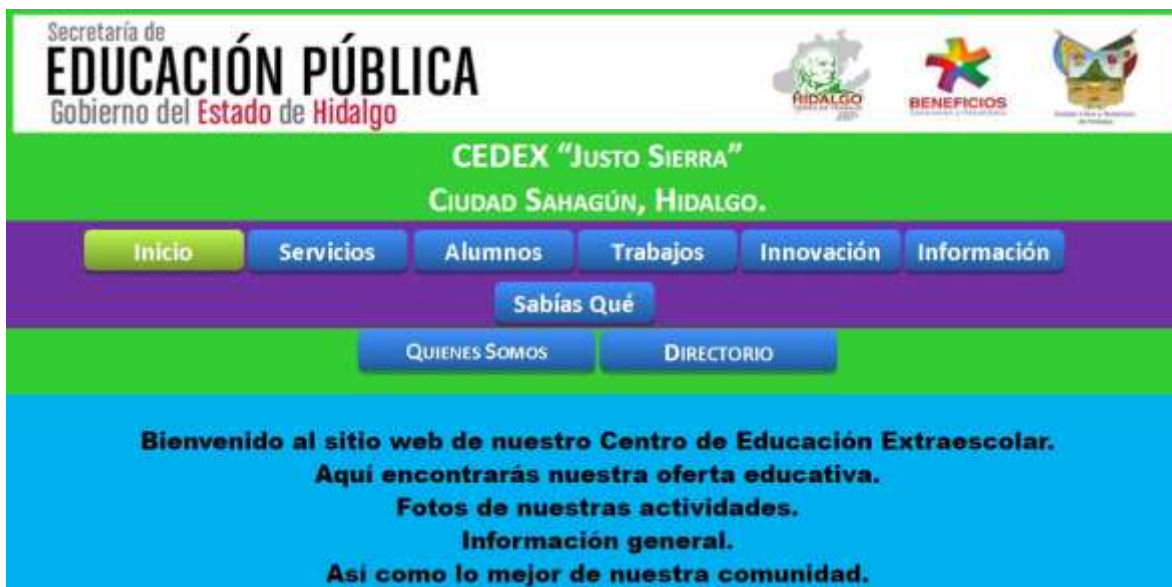 Secretaría de
EDUCACIÓN PÚBLICA
Gobierno del Estado de Hidalgo
HIDALGO
BENEFICIOS
CEDEX “JUSTO SIERRA”
CIUDAD SAHAGÚN, HIDALGO.
Inicio Servicios Alumnos Trabajos Innovación Información
Sabías Qué
QUIENES SOMOS DIRECTORIO
Bienvenido al sitio web de nuestro Centro de Educación Extraescolar.
Aquí encontrarás nuestra oferta educativa.
Fotos de nuestras actividades.
Información general.
Así como lo mejor de nuestra comunidad.